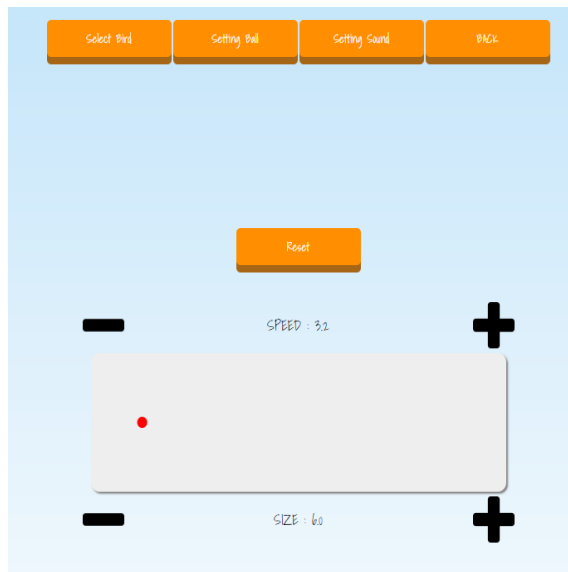 Select Bird
Setting Ball
Setting Sound
BACK
Reset
SPEED : 3.2
SIZE : 6.0